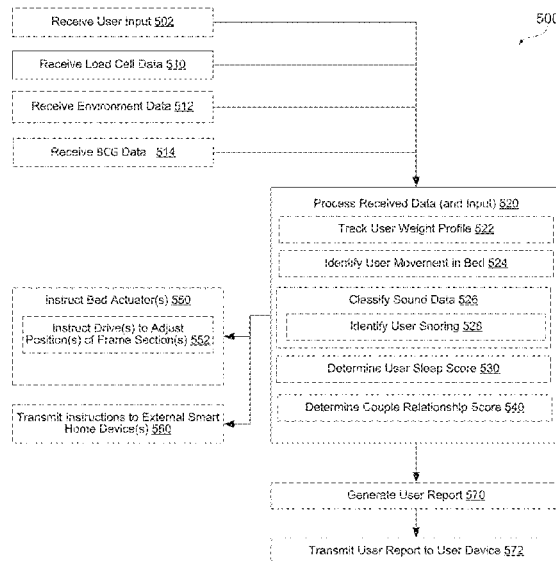 Receive User Input 502
500
Receive Load Cell Data 510
Receive Environment Data 512
Receive BCG Data 514
Process Received Data (and Input) 520
Track User Weight Profile 522
Identify User Movement in Bed 524
Classify Sound Data 526
Identify User Snoring 528
Determine User Sleep Score 530
Determine Couple Relationship Score 540
Instruct Bed Actuator(s) 550
Instruct Drive(s) to Adjust
Position(s) of Frame Section(s) 552
Transmit Instructions to External Smart
Home Device(s) 560
Generate User Report 570
Transmit User Report to User Device 572